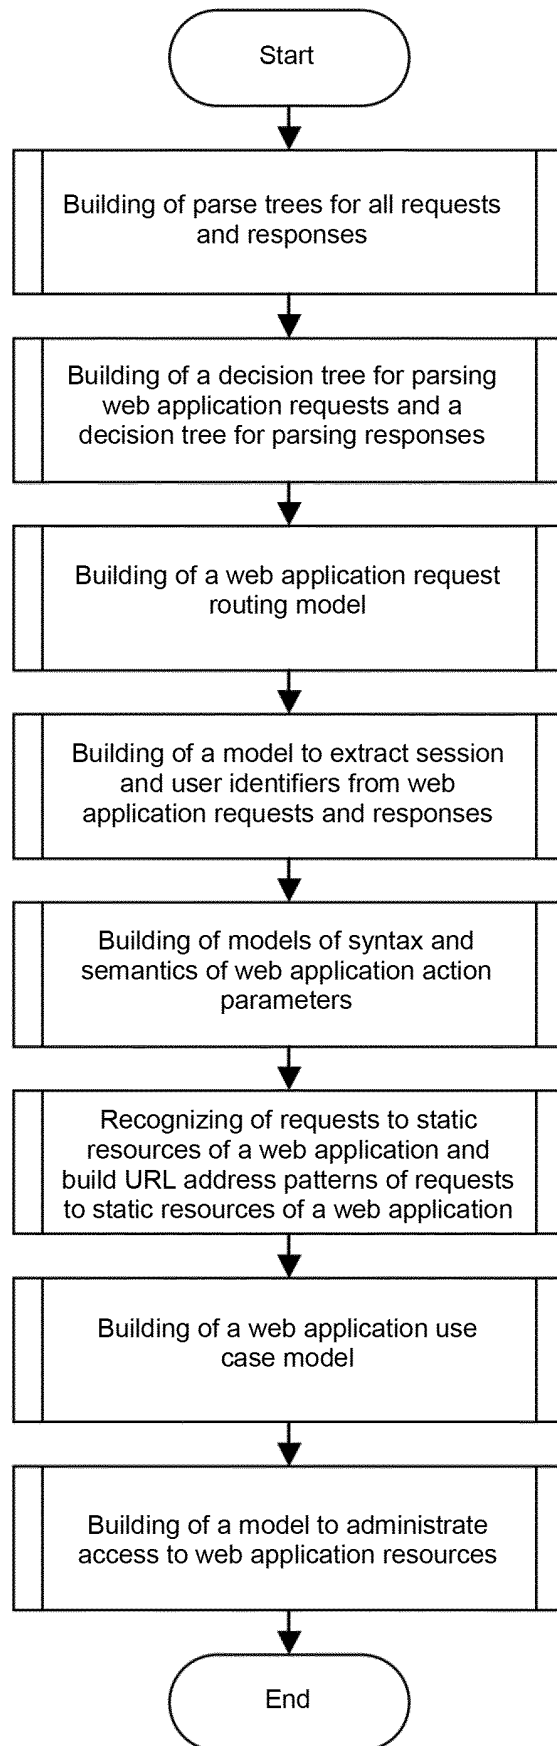 Start
Building of parse trees for all requests
and responses
Building of a decision tree for parsing
web application requests and a
decision tree for parsing responses
Building of a web application request
routing model
Building of a model to extract session
and user identifiers from web
application requests and responses
Building of models of syntax and
semantics of web application action
parameters
Recognizing of requests to static
resources of a web application and
build URL address patterns of requests
to static resources of a web application
Building of a web application use
case model
Building of a model to administrate
access to web application resources
End